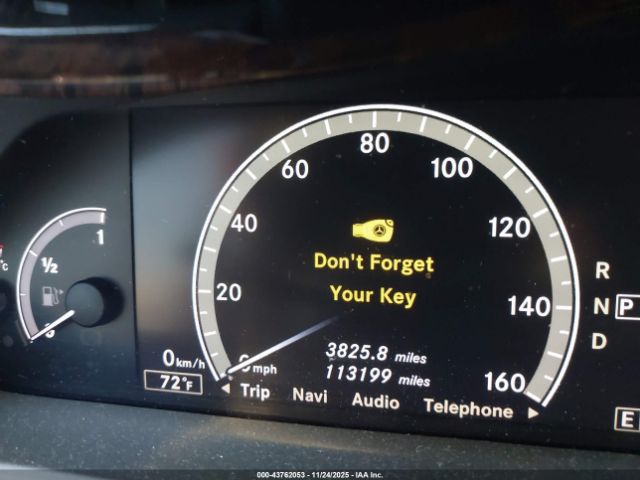 80
60
100
40
120
1
Don't Forget
½
R
20
Your Key
140
N P
D
3825.8 miles
0 km/h
0 mph
113199 miles
160
72°F
Trip Navi Audio Telephone
E
000-43762053 - 11/24/2025 - IAA Inc.